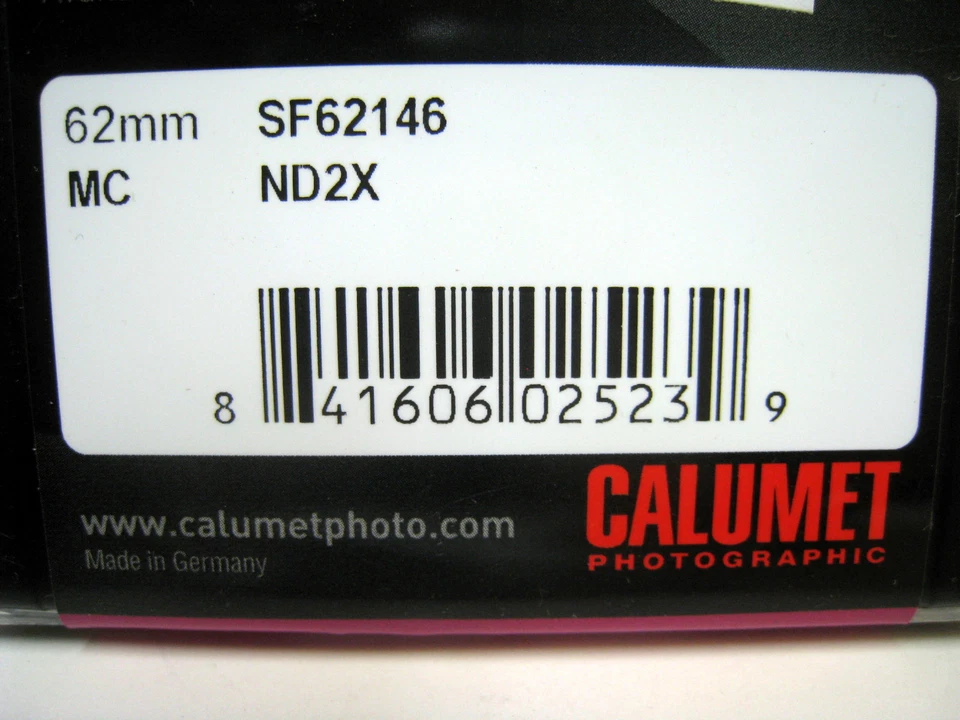 62mm SF62146
MC ND2X
8 41606 02523 9
CALUMET
www.calumetphoto.com
PHOTOGRAPHIC
Made in Germany